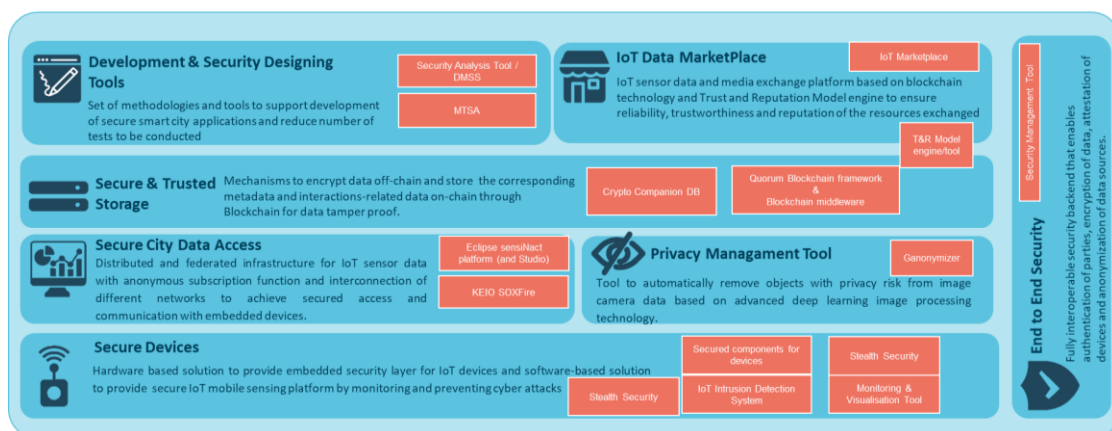 Development & Security Designing
Tools
Set of methodologies and tools to support development
of secure smart city applications and reduce number of
tests to be conducted
Security Analysis Tool /
DMSS
MTSA
IoT Data MarketPlace
IoT Marketplace
IoT sensor data and media exchange platform based on blockchain
technology and Trust and Reputation Model engine to ensure
reliability, trustworthiness and reputation of the resources exchanged
T&R Model
engine/tool
Secure & Trusted
Storage
Mechanisms to encrypt data off-chain and store the corresponding
metadata and interactions-related data on-chain through
Blockchain for data tamper proof.
Crypto Companion DB
Quorum Blockchain framework
&
Blockchain middleware
Secure City Data Access
Distributed and federated infrastructure for IoT sensor data
with anonymous subscription function and interconnection of
different networks to achieve secured access and
communication with embedded devices.
Eclipse sensiNact
platform (and Studio)
KEIO SOXFire
Privacy Managament Tool
Ganonymizer
Tool to automatically remove objects with privacy risk from image
camera data based on advanced deep learning image processing
technology.
Secure Devices
Hardware based solution to provide embedded security layer for IoT devices and software-based solution
to provide secure IoT mobile sensing platform by monitoring and preventing cyber attacks
Stealth Security
Secured components for
devices
IoT Intrusion Detection
System
Stealth Security
Monitoring &
Visualisation Tool
Security Management Tool
End to End Security
Fully interoperable security backend that enables
authentication of parties, encryption of data, attestation of
devices and anonymization of data sources.